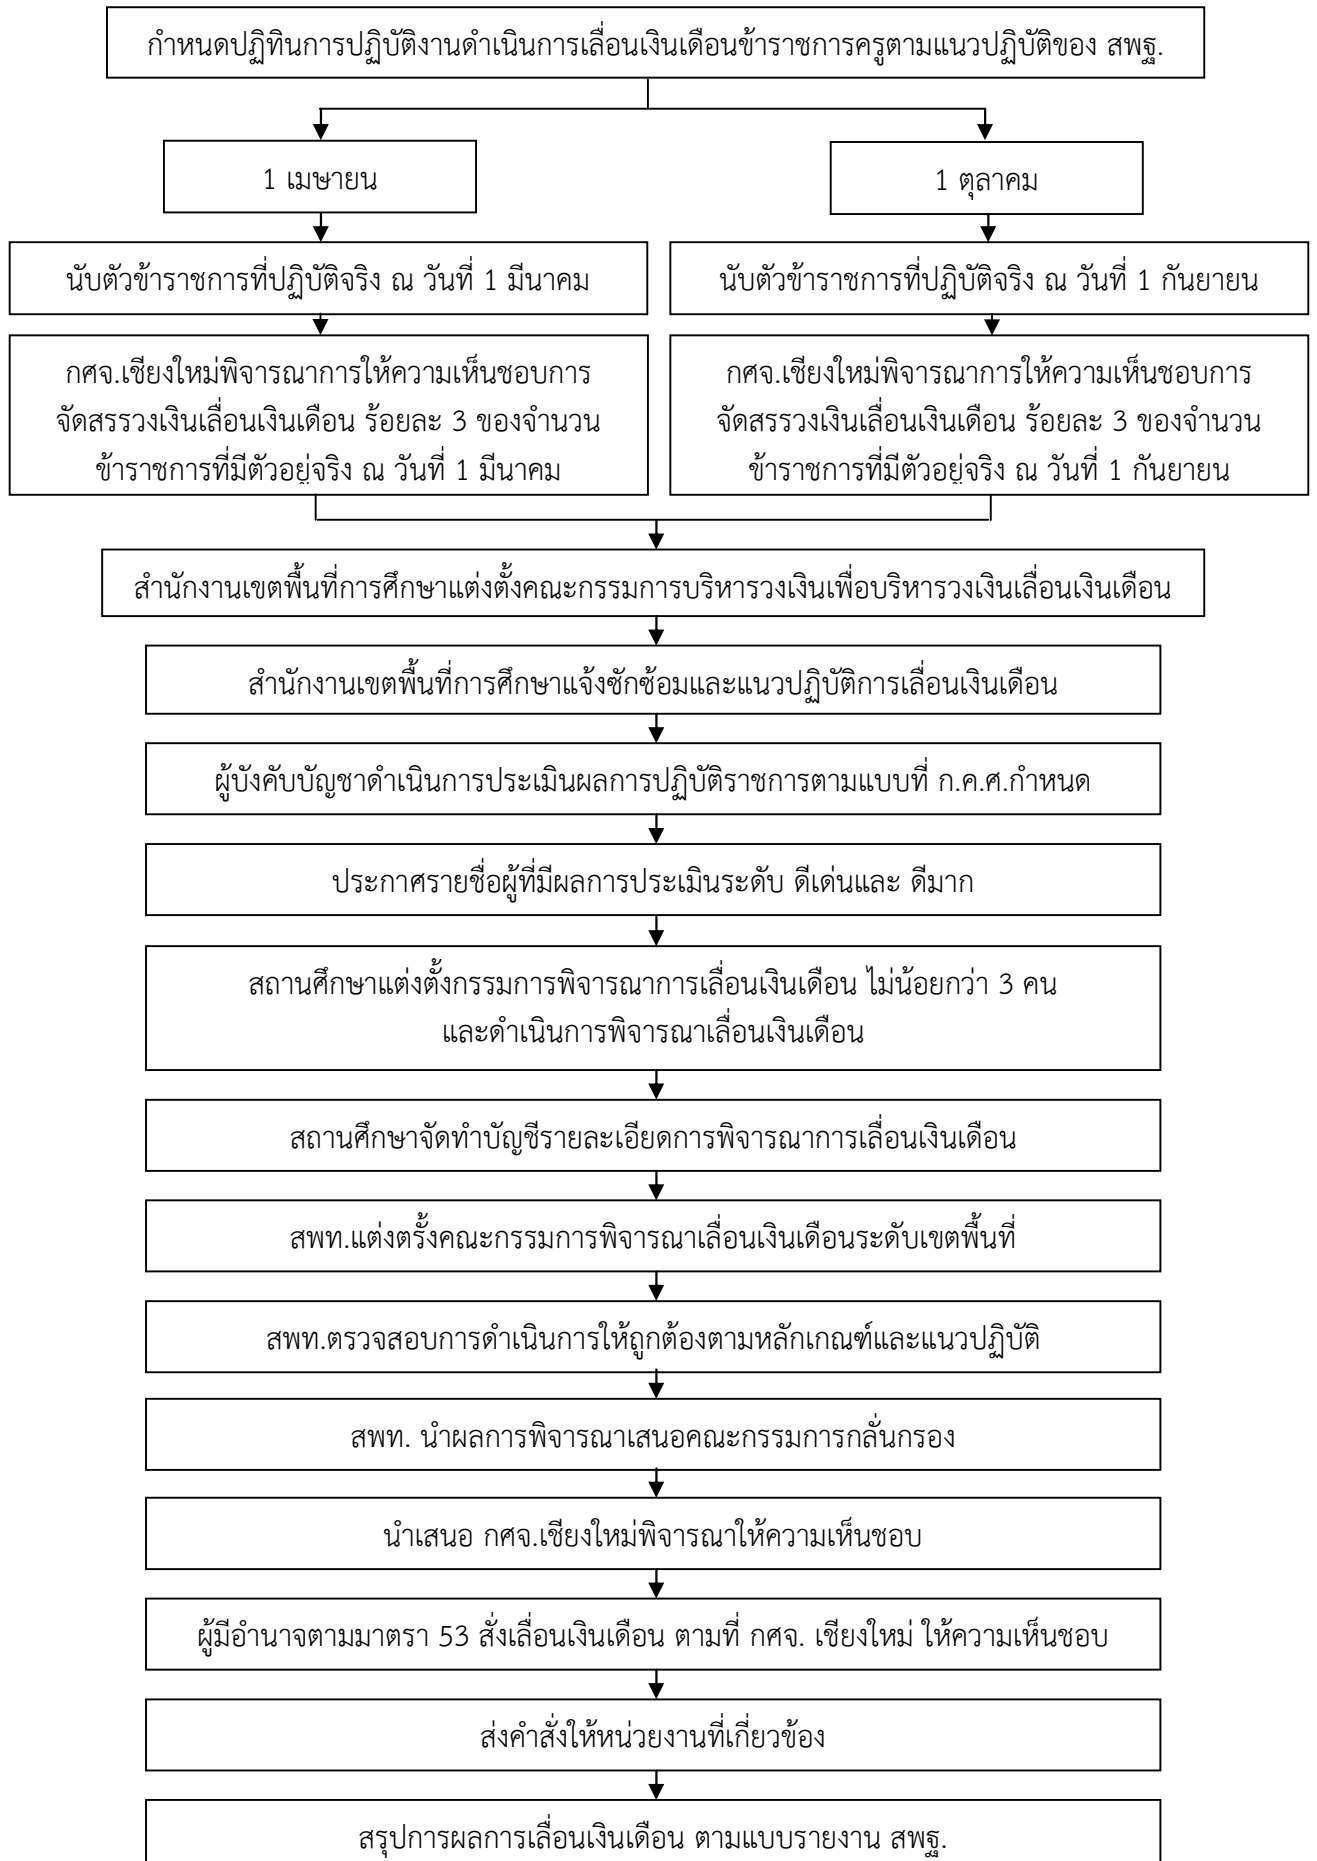 กำหนดปฏิทินการปฏิบัติงานดำเนินการเลื่อนเงินเดือนข้าราชการครูตามแนวปฏิบัติของ สพฐ.
1 เมษายน
1 ตุลาคม
นับตัวข้าราชการที่ปฏิบัติจริง ณ วันที่ 1 มีนาคม
นับตัวข้าราชการที่ปฏิบัติจริง ณ วันที่ 1 กันยายน
กศจ.เชียงใหม่พิจารณาการให้ความเห็นชอบการ
จัดสรรวงเงินเลื่อนเงินเดือน ร้อยละ 3 ของจำนวน
ข้าราชการที่มีตัวอยู่จริง ณ วันที่ 1 มีนาคม
กศจ.เชียงใหม่พิจารณาการให้ความเห็นชอบการ
จัดสรรวงเงินเลื่อนเงินเดือน ร้อยละ 3 ของจำนวน
ข้าราชการที่มีตัวอยู่จริง ณ วันที่ 1 กันยายน
สำนักงานเขตพื้นที่การศึกษาแต่งตั้งคณะกรรมการบริหารวงเงินเพื่อบริหารวงเงินเลื่อนเงินเดือน
สำนักงานเขตพื้นที่การศึกษาแจ้งซักซ้อมและแนวปฏิบัติการเลื่อนเงินเดือน
ผู้บังคับบัญชาดำเนินการประเมินผลการปฏิบัติราชการตามแบบที่ ก.ค.ศ.กำหนด
ประกาศรายชื่อผู้ที่มีผลการประเมินระดับ ดีเด่นและ ดีมาก
สถานศึกษาแต่งตั้งกรรมการพิจารณาการเลื่อนเงินเดือน ไม่น้อยกว่า 3 คน
และดำเนินการพิจารณาเลื่อนเงินเดือน
สถานศึกษาจัดทำบัญชีรายละเอียดการพิจารณาการเลื่อนเงินเดือน
สพท.แต่งตรั้งคณะกรรมการพิจารณาเลื่อนเงินเดือนระดับเขตพื้นที่
สพท.ตรวจสอบการดำเนินการให้ถูกต้องตามหลักเกณฑ์และแนวปฏิบัติ
สพท. นำผลการพิจารณาเสนอคณะกรรมการกลั่นกรอง
นำเสนอ กศจ.เชียงใหม่พิจารณาให้ความเห็นชอบ
ผู้มีอำนาจตามมาตรา 53 สั่งเลื่อนเงินเดือน ตามที่ กศจ. เชียงใหม่ ให้ความเห็นชอบ
ส่งคำสั่งให้หน่วยงานที่เกี่ยวข้อง
สรุปการผลการเลื่อนเงินเดือน ตามแบบรายงาน สพฐ.